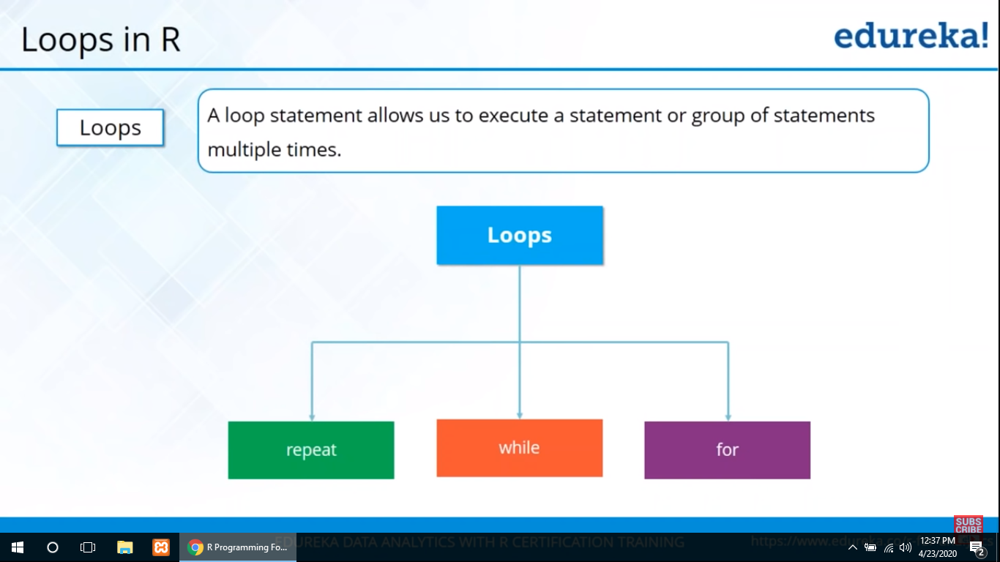 Loops in R
edureka!
Loops
A loop statement allows us to execute a statement or group of statements
multiple times.
Loops
repeat
while
for
SUBS
CRIBE
R Programming Fo...
EDUREKA DATA ANALYTICS WITH R CERTIFICATION TRAINING
https://www.edureka.co
12:37 PM
4/23/2020
2